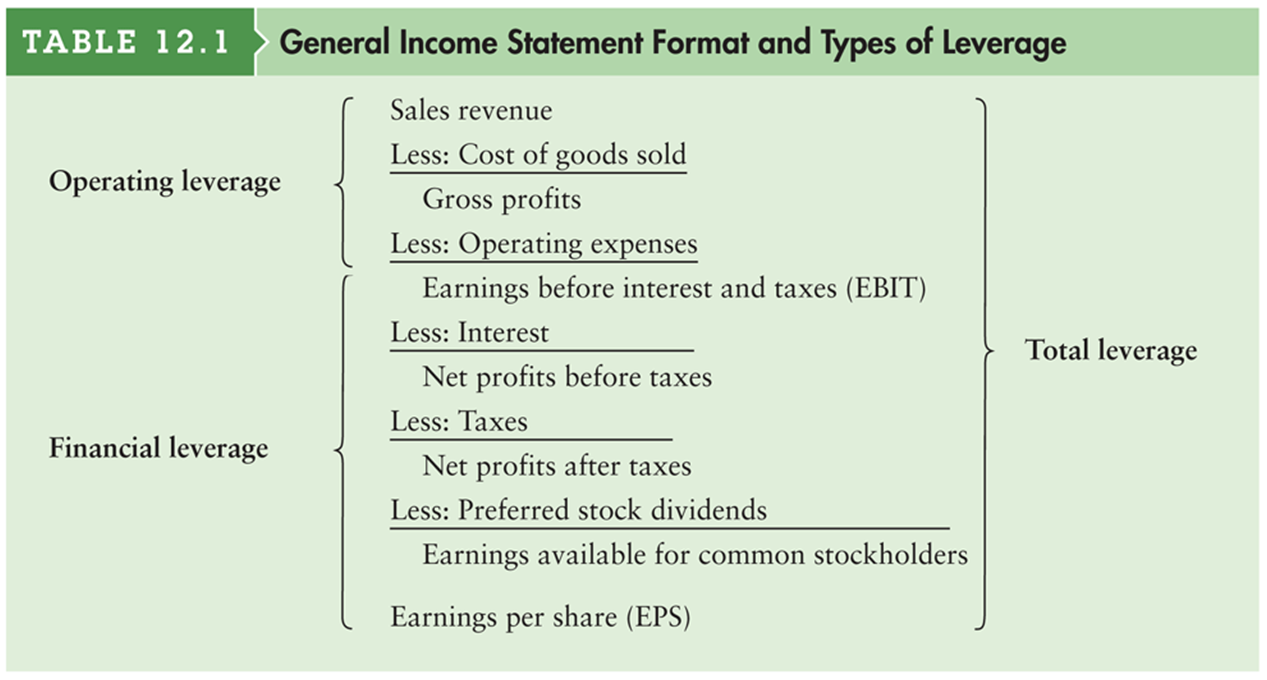 TABLE 12.1 General Income Statement Format and Types of Leverage
Sales revenue
Less: Cost of goods sold
Operating leverage
Gross profits
Less: Operating expenses
Earnings before interest and taxes (EBIT)
Less: Interest
Total leverage
Net profits before taxes
Less: Taxes
Financial leverage
Net profits after taxes
Less: Preferred stock dividends
Earnings available for common stockholders
Earnings per share (EPS)